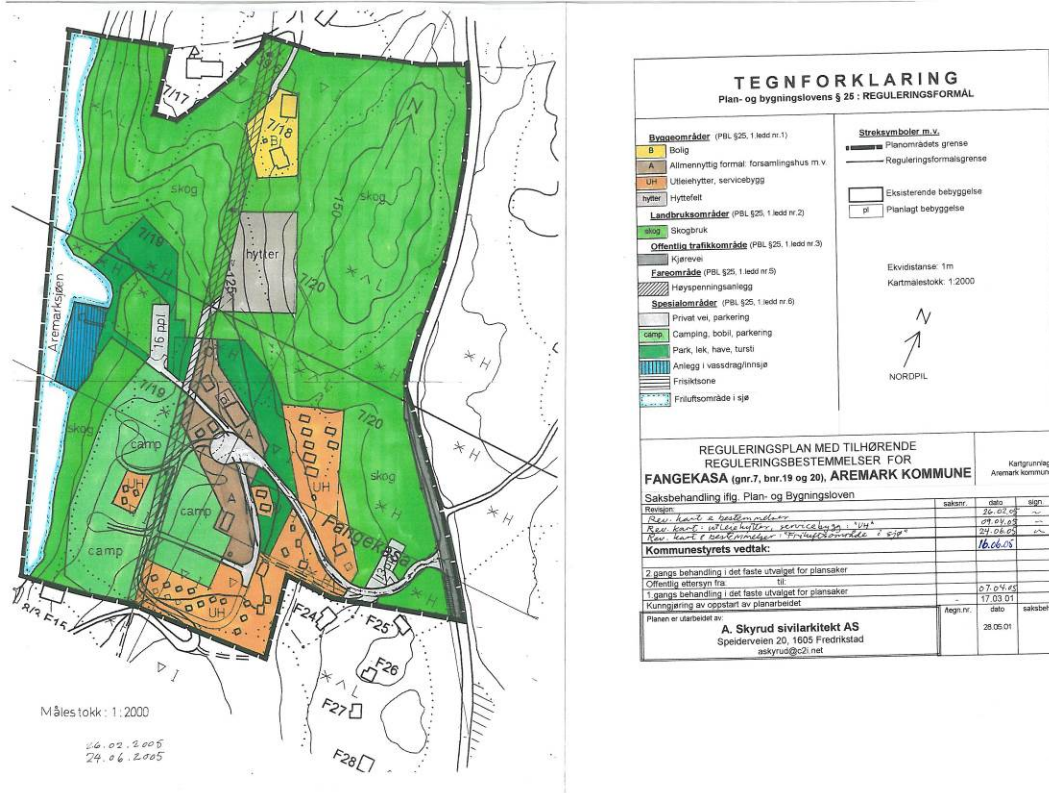 7/17
7/18
B
skog
skog
150
N
7/19
H
hytter
125
7/20
L
H
Aremarksjøen
16 ppl
H
7/19
A
7/20
skog
camp
UH
skog
UH
A
camp
camp
Fangekasa
UH
H
8/3
F15
F24
F25
F26
F27
F28
I
L
H
H
H
Målestokk : 1:2000
26.02.2005
24.06.2005
TEGNFORKLARING
Plan- og bygningslovens § 25 : REGULERINGSFORMÅL
Byggeområder (PBL §25, 1.ledd nr.1)
B Bolig
A Allmennyttig formål: forsamlingshus m.v.
UH Utleiehytter, servicebygg
hytter Hyttefelt
Landbruksområder (PBL §25, 1.ledd nr.2)
skog Skogbruk
Offentlig trafikkområde (PBL §25, 1.ledd nr.3)
Kjørevei
Fareområde (PBL §25, 1.ledd nr.5)
Høyspenningsanlegg
Spesialområder (PBL §25, 1.ledd nr.6)
Privat vei, parkering
camp Camping, bobil, parkering
Park, lek, have, tursti
Anlegg i vassdrag/innsjø
Frisiktsone
Friluftsområde i sjø
Streksymboler m.v.
Planområdets grense
Reguleringsformålsgrense
Eksisterende bebyggelse
pl Planlagt bebyggelse
Ekvidistanse: 1m
Kartmålestokk: 1:2000
N
NORDPIL
REGULERINGSPLAN MED TILHØRENDE
REGULERINGSBESTEMMELSER FOR
FANGEKASA (gnr.7, bnr.19 og 20), AREMARK KOMMUNE
Kartgrunnlag
Aremark kommune
Saksbehandling iflg. Plan- og Bygningsloven
saksnr. dato sign.
Revisjon:
Rev. kart & bestemmelser 26.02.05
Rev. kart : utleiehytter, servicebygg : "UH" 09.04.05
Rev. kart & bestemmelser : "Friluftsområde i sjø" 24.06.05
Kommunestyrets vedtak: 16.06.05
2.gangs behandling i det faste utvalget for plansaker
Offentlig ettersyn fra: til:
1.gangs behandling i det faste utvalget for plansaker 07.04.05
Kunngjøring av oppstart av planarbeidet - 17.03.01
Planen er utarbeidet av:
A. Skyrud sivilarkitekt AS
Speiderveien 20, 1605 Fredrikstad
askyrud@c2i.net
tegn.nr. dato saksbeh
28.05.01